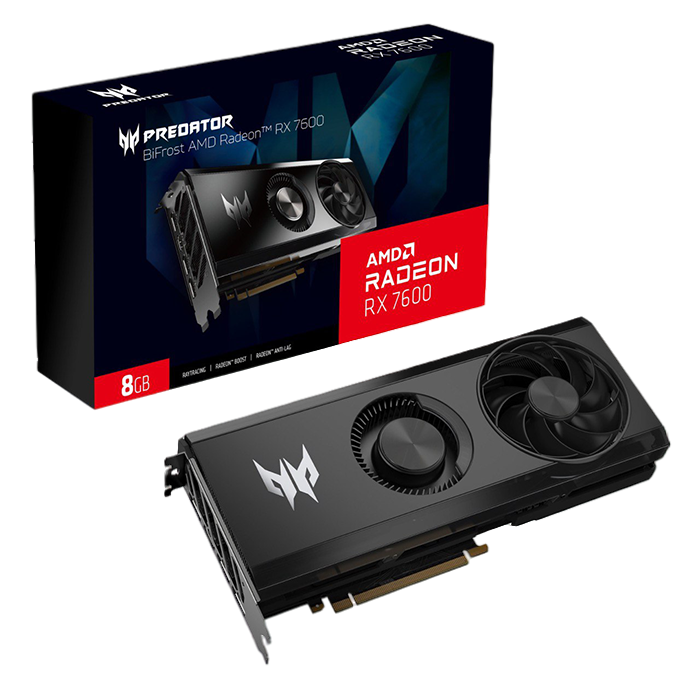 PREDATOR
AMD RADEON
RX 7600
PREDATOR
BiFrost AMD Radeon™ RX 7600
AMD
RADEON
RX 7600
8GB
RAYTRACING | RADEON™ BOOST | RADEON™ ANTI-LAG